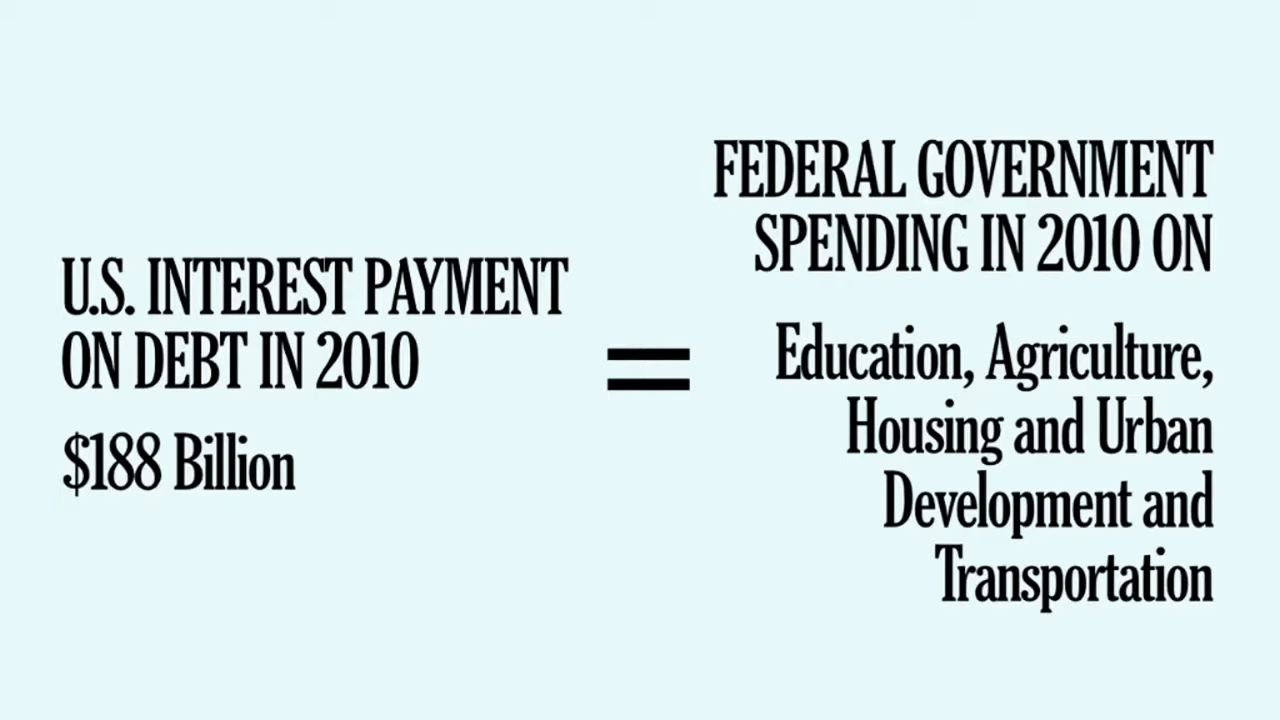 U.S. INTEREST PAYMENT
ON DEBT IN 2010
$188 Billion
=
FEDERAL GOVERNMENT
SPENDING IN 2010 ON
Education, Agriculture,
Housing and Urban
Development and
Transportation